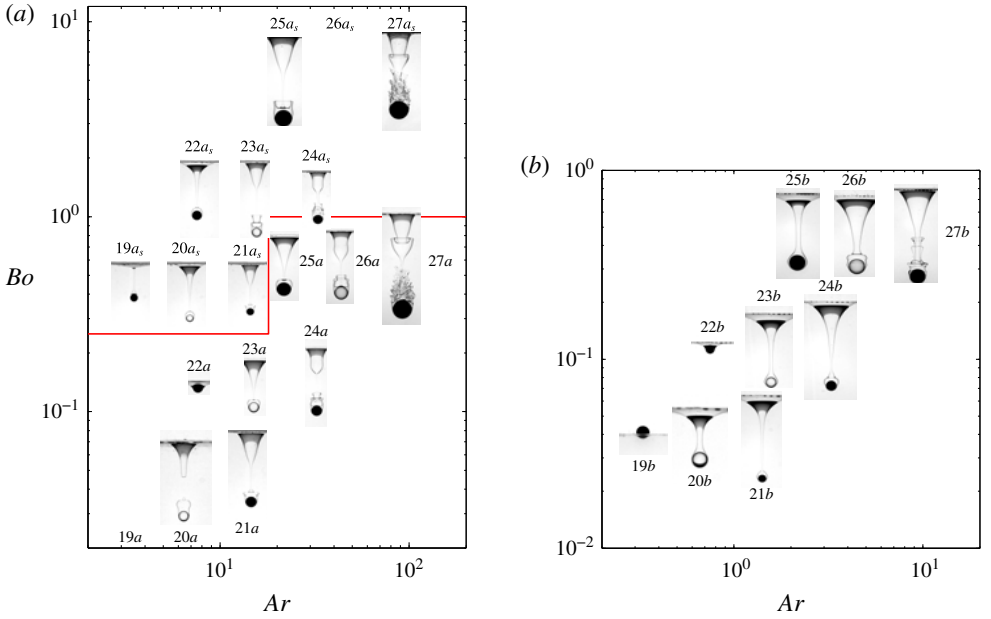 (a)
10^1
10^0
10^-1
Bo
25a_s
26a_s
27a_s
22a_s
23a_s
24a_s
19a_s
20a_s
21a_s
25a
26a
27a
24a
23a
22a
19a
20a
21a
10^1
10^2
Ar
(b)
10^0
10^-1
10^-2
25b
26b
27b
24b
23b
22b
19b
20b
21b
10^0
10^1
Ar